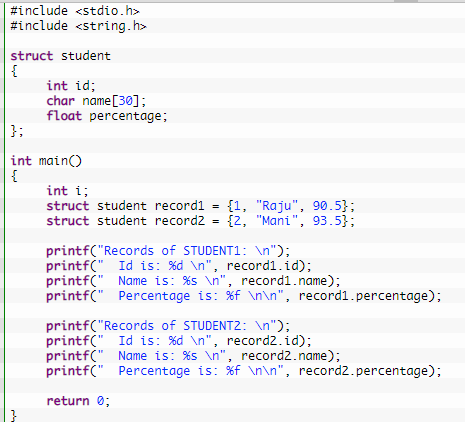 #include <stdio.h>
#include <string.h>
struct student
{
     int id;
     char name[30];
     float percentage;
};
int main()
{
     int i;
     struct student record1 = {1, "Raju", 90.5};
     struct student record2 = {2, "Mani", 93.5};
     printf("Records of STUDENT1: \n");
     printf("  Id is: %d \n", record1.id);
     printf("  Name is: %s \n", record1.name);
     printf("  Percentage is: %f \n\n", record1.percentage);
     printf("Records of STUDENT2: \n");
     printf("  Id is: %d \n", record2.id);
     printf("  Name is: %s \n", record2.name);
     printf("  Percentage is: %f \n\n", record2.percentage);
     return 0;
}